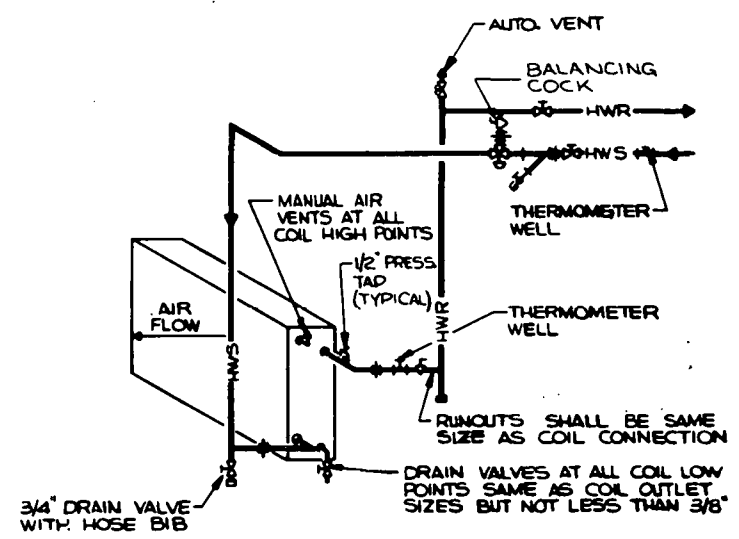 AUTO. VENT
BALANCING
COCK
HWR
HWS
THERMOMETER
WELL
MANUAL AIR
VENTS AT ALL
COIL HIGH POINTS
1/2" PRESS
TAP
(TYPICAL)
AIR
FLOW
HWS
HWR
THERMOMETER
WELL
RUNOUTS SHALL BE SAME
SIZE AS COIL CONNECTION
DRAIN VALVES AT ALL COIL LOW
POINTS SAME AS COIL OUTLET
SIZES BUT NOT LESS THAN 3/8"
3/4" DRAIN VALVE
WITH HOSE BIB